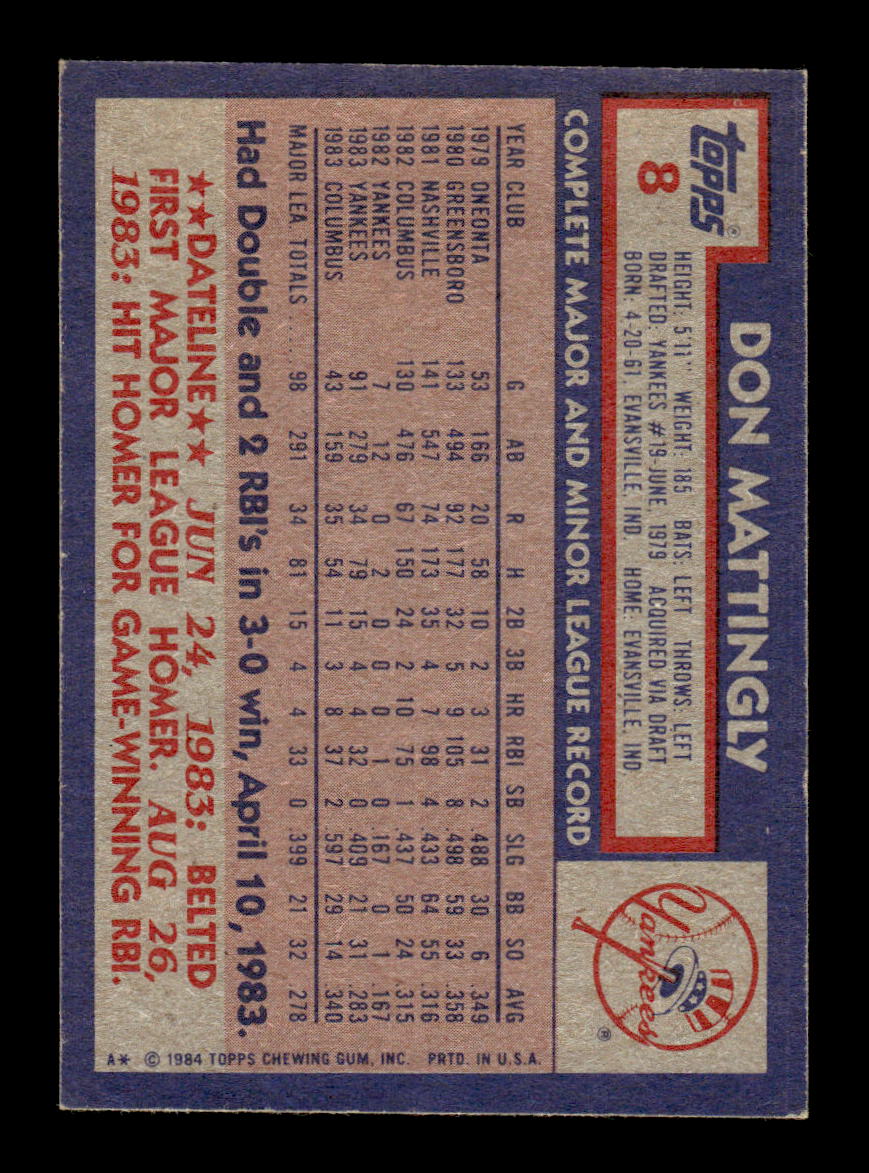 topps®
8
DON MATTINGLY
HEIGHT: 5'11" WEIGHT: 185 BATS: LEFT THROWS: LEFT
DRAFTED: YANKEES #19-JUNE, 1979 ACQUIRED: VIA DRAFT
BORN: 4-20-61, EVANSVILLE, IND. HOME: EVANSVILLE, IND.
Yankees ®
COMPLETE MAJOR AND MINOR LEAGUE RECORD
YEAR CLUB G AB R H 2B 3B HR RBI SB SLG BB SO AVG
1979 ONEONTA 53 166 20 58 10 2 3 31 2 .488 30 6 .349
1980 GREENSBORO 133 494 92 177 32 5 9 105 8 .498 59 33 .358
1981 NASHVILLE 141 547 74 173 35 4 7 98 4 .433 64 55 .316
1982 COLUMBUS 130 476 67 150 24 2 10 75 1 .437 50 24 .315
1982 YANKEES 7 12 0 2 0 0 0 1 0 .167 0 1 .167
1983 YANKEES 91 279 34 79 15 4 4 32 0 .409 21 31 .283
1983 COLUMBUS 43 159 35 54 11 3 8 37 2 .597 29 14 .340
MAJOR LEA TOTALS ..... 98 291 34 81 15 4 4 33 0 .399 21 32 .278
Had Double and 2 RBI's in 3-0 win, April 10, 1983.
★★DATELINE★★ JUN 24, 1983: BELTED
FIRST MAJOR LEAGUE HOMER. AUG 26,
1983: HIT HOMER FOR GAME-WINNING RBI.
A* © 1984 TOPPS CHEWING GUM, INC. PRTD. IN U.S.A.